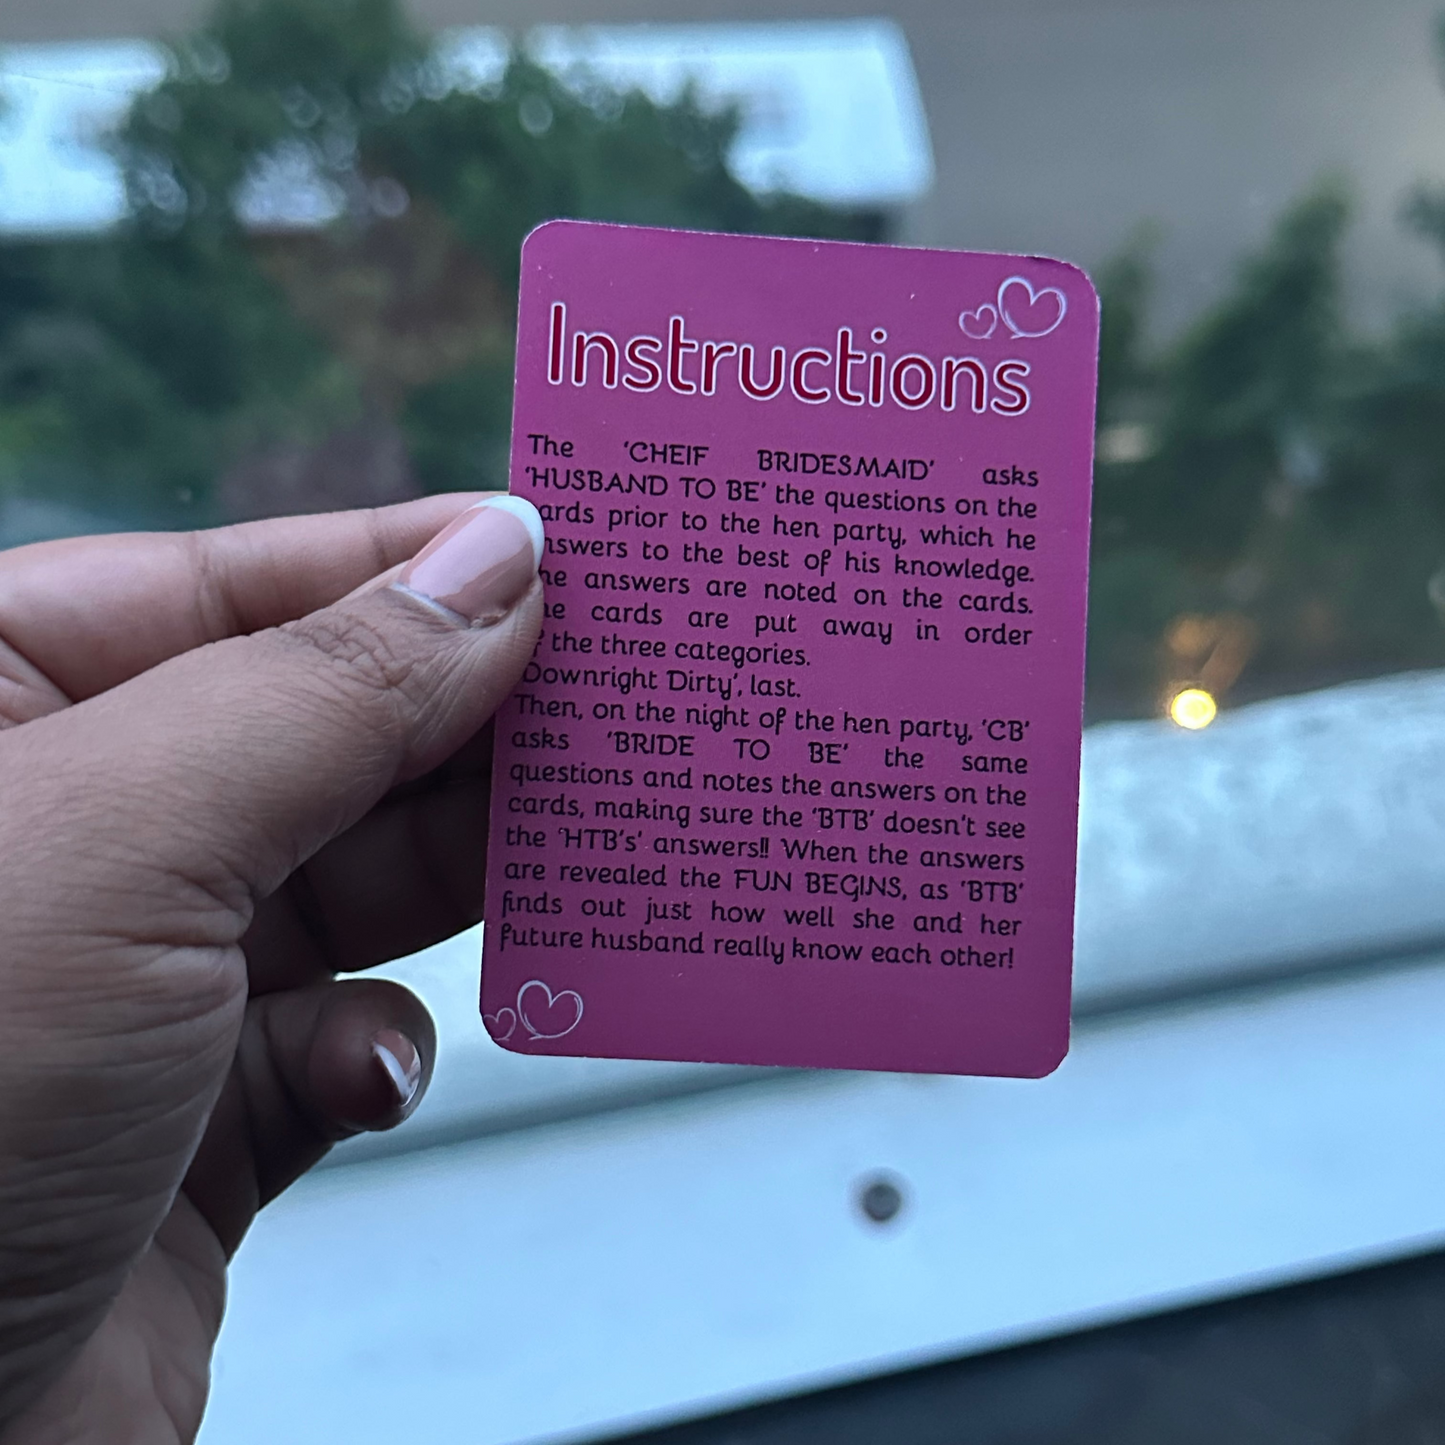 Instructions
The 'CHEIF BRIDESMAID' asks
'HUSBAND TO BE' the questions on the
ards prior to the hen party, which he
nswers to the best of his knowledge.
he answers are noted on the cards.
he cards are put away in order
the three categories.
Downright Dirty', last.
Then, on the night of the hen party, 'CB'
asks 'BRIDE TO BE' the same
questions and notes the answers on the
cards, making sure the 'BTB' doesn't see
the 'HTB's' answers!! When the answers
are revealed the FUN BEGINS, as 'BTB'
finds out just how well she and her
future husband really know each other!